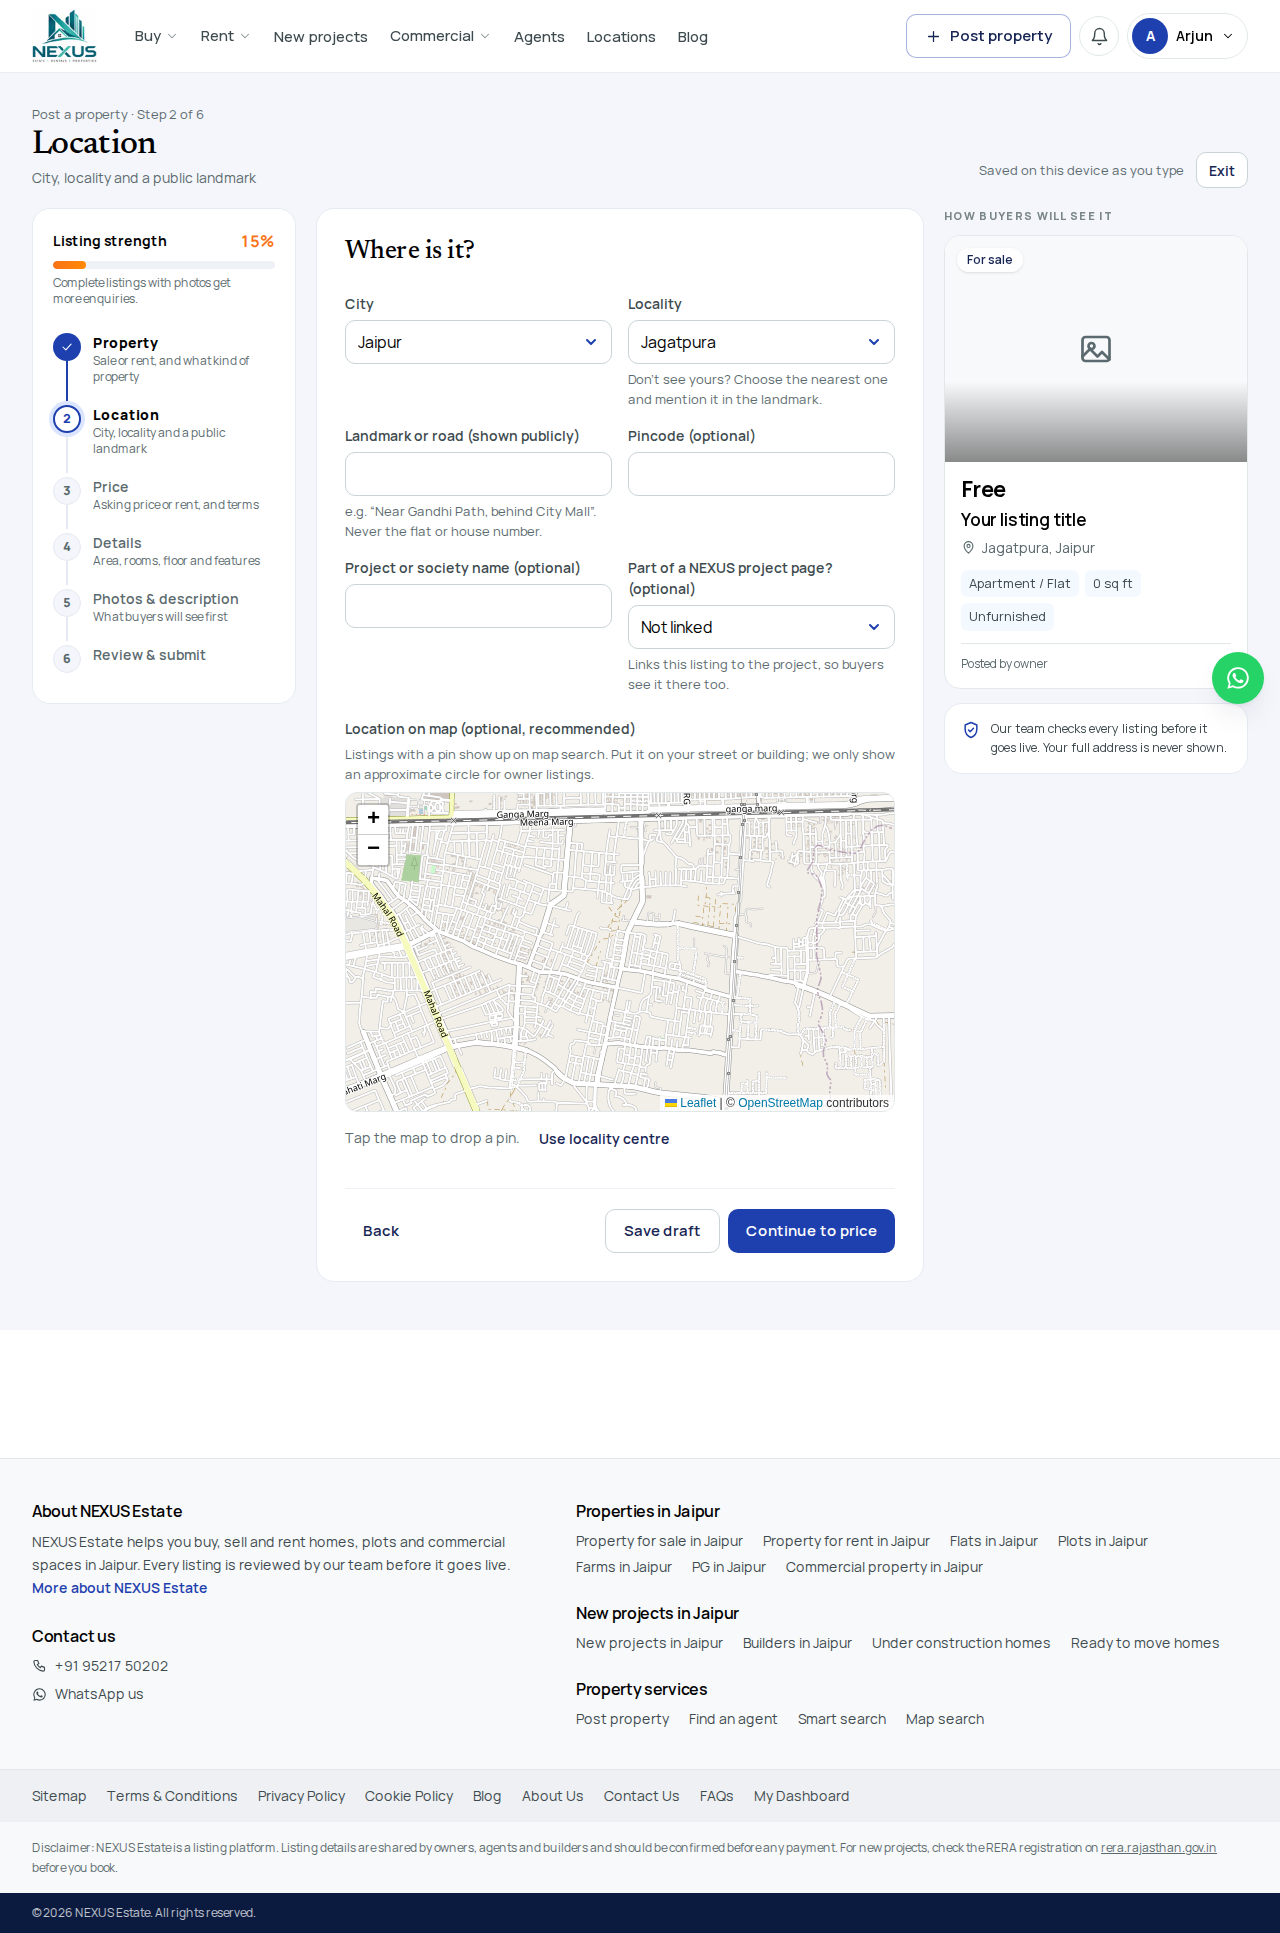 NEXUS
Buy
Rent
New projects
Commercial
Agents
Locations
Blog
Post property
A
Arjun
Post a property · Step 2 of 6
Location
City, locality and a public landmark
Saved on this device as you type
Exit
Listing strength
15%
Complete listings with photos get
more enquiries.
Property
Sale or rent, and what kind of
property
2
Location
City, locality and a public
landmark
3
Price
Asking price or rent, and terms
4
Details
Area, rooms, floor and features
5
Photos & description
What buyers will see first
6
Review & submit
Where is it?
City
Jaipur
Locality
Jagatpura
Don't see yours? Choose the nearest one
and mention it in the landmark.
Landmark or road (shown publicly)
e.g. “Near Gandhi Path, behind City Mall”.
Never the flat or house number.
Pincode (optional)
Project or society name (optional)
Part of a NEXUS project page?
(optional)
Not linked
Links this listing to the project, so buyers
see it there too.
Location on map (optional, recommended)
Listings with a pin show up on map search. Put it on your street or building; we only show
an approximate circle for owner listings.
+
−
Ganga Marg
Meena Marg
RG
ganga marg
Mahal Road
Mahal Road
hati Marg
Leaflet | © OpenStreetMap contributors
Tap the map to drop a pin.
Use locality centre
Back
Save draft
Continue to price
HOW BUYERS WILL SEE IT
For sale
Free
Your listing title
Jagatpura, Jaipur
Apartment / Flat
0 sq ft
Unfurnished
Posted by owner
Our team checks every listing before it
goes live. Your full address is never shown.
About NEXUS Estate
NEXUS Estate helps you buy, sell and rent homes, plots and commercial
spaces in Jaipur. Every listing is reviewed by our team before it goes live.
More about NEXUS Estate
Contact us
+91 95217 50202
WhatsApp us
Properties in Jaipur
Property for sale in Jaipur
Property for rent in Jaipur
Flats in Jaipur
Plots in Jaipur
Farms in Jaipur
PG in Jaipur
Commercial property in Jaipur
New projects in Jaipur
New projects in Jaipur
Builders in Jaipur
Under construction homes
Ready to move homes
Property services
Post property
Find an agent
Smart search
Map search
Sitemap
Terms & Conditions
Privacy Policy
Cookie Policy
Blog
About Us
Contact Us
FAQs
My Dashboard
Disclaimer: NEXUS Estate is a listing platform. Listing details are shared by owners, agents and builders and should be confirmed before any payment. For new projects, check the RERA registration on rera.rajasthan.gov.in
before you book.
© 2026 NEXUS Estate. All rights reserved.